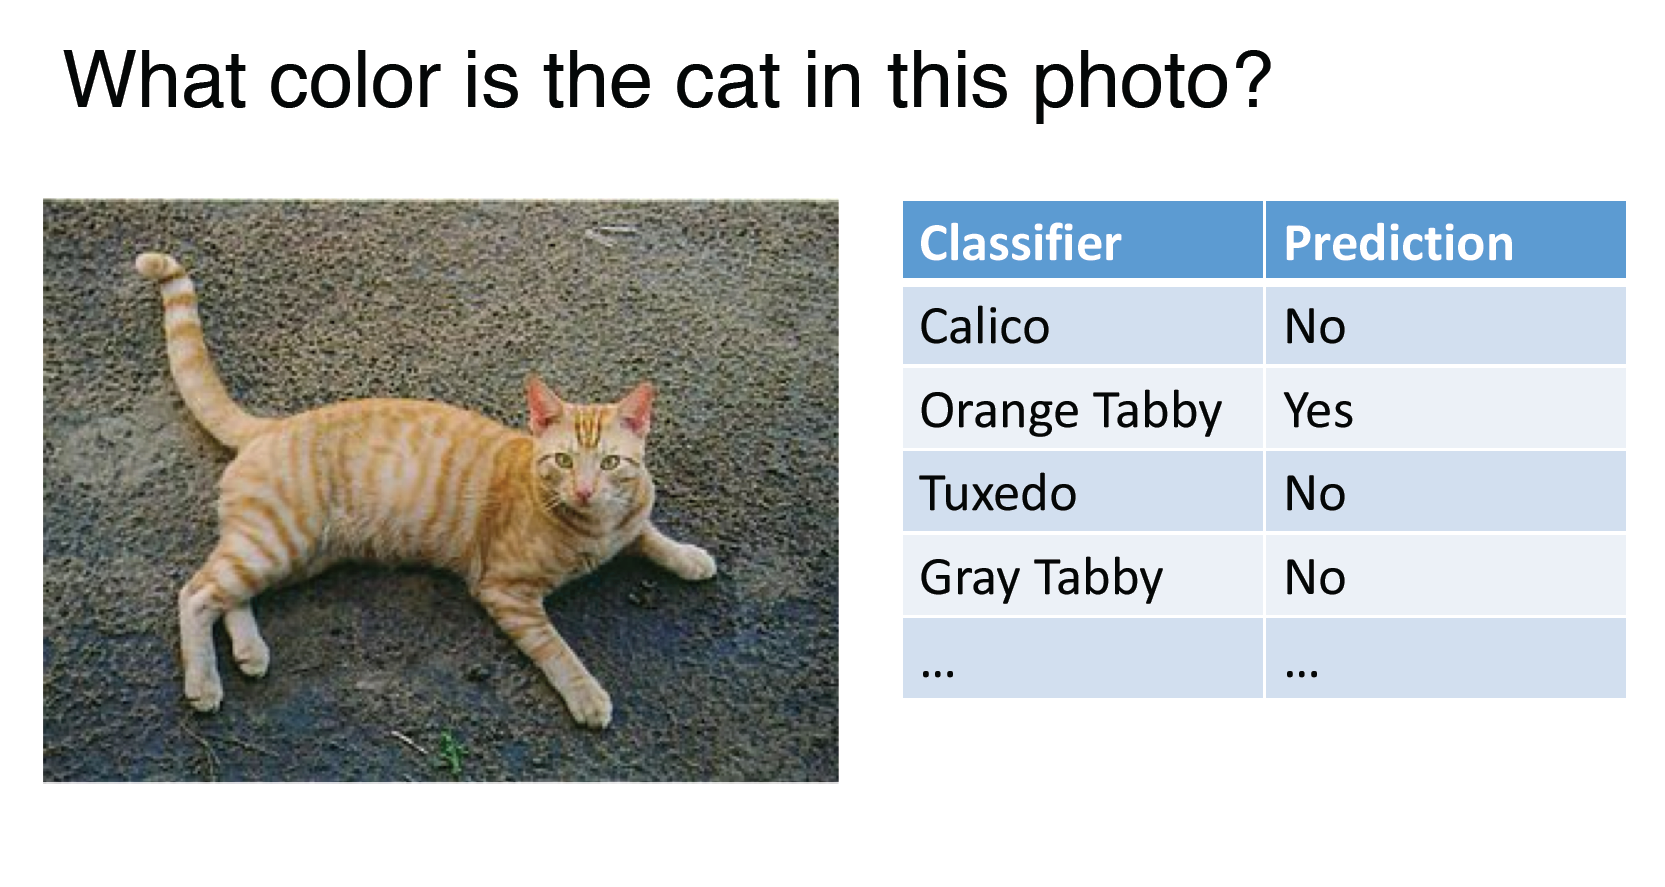 What color is the cat in this photo?
Classifier Prediction
Calico No
Orange Tabby Yes
Tuxedo No
Gray Tabby No
... ...